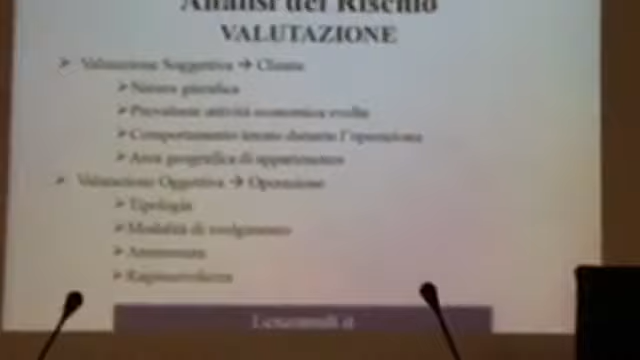 Analisi del Rischio
VALUTAZIONE
➤ Valutazione Soggettiva → Cliente
➤ Natura giuridica
➤ Prevalente attività economica svolta
➤ Comportamento tenuto durante l'operazione
➤ Area geografica di appartenenza
➤ Valutazione Oggettiva → Operazione
➤ Tipologia
➤ Modalità di svolgimento
➤ Ammontare
➤ Ragionevolezza